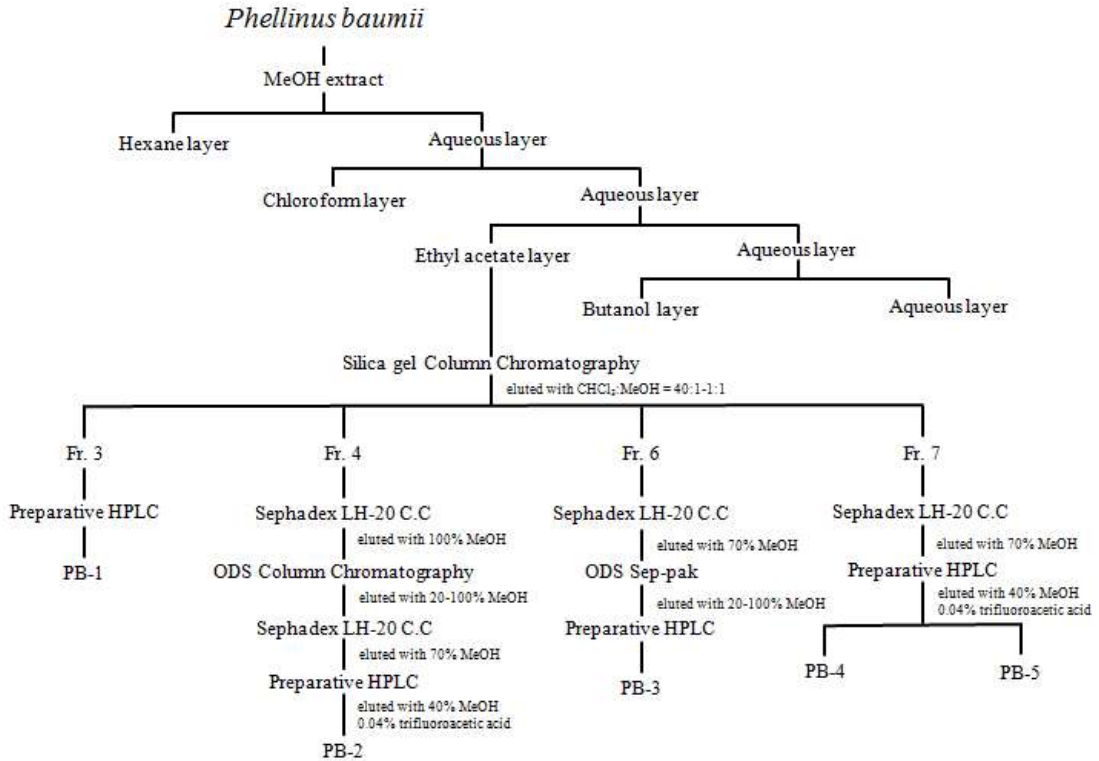 Phellinus baumii
MeOH extract
Hexane layer
Aqueous layer
Chloroform layer
Aqueous layer
Ethyl acetate layer
Aqueous layer
Butanol layer
Aqueous layer
Silica gel Column Chromatography
eluted with CHCl₃:MeOH = 40:1-1:1
Fr. 3
Fr. 4
Fr. 6
Fr. 7
Preparative HPLC
PB-1
Sephadex LH-20 C.C
eluted with 100% MeOH
ODS Column Chromatography
eluted with 20-100% MeOH
Sephadex LH-20 C.C
eluted with 70% MeOH
Preparative HPLC
eluted with 40% MeOH
0.04% trifluoroacetic acid
PB-2
Sephadex LH-20 C.C
eluted with 70% MeOH
ODS Sep-pak
eluted with 20-100% MeOH
Preparative HPLC
PB-3
Sephadex LH-20 C.C
eluted with 70% MeOH
Preparative HPLC
eluted with 40% MeOH
0.04% trifluoroacetic acid
PB-4
PB-5